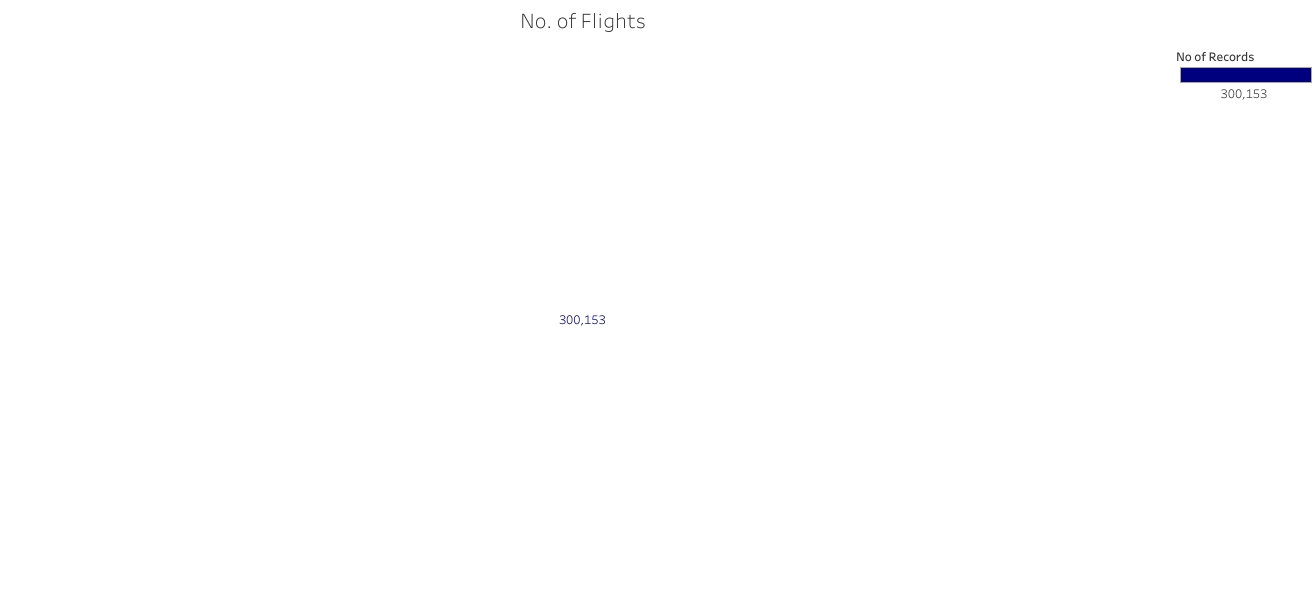 No. of Flights
No of Records
300,153
300,153